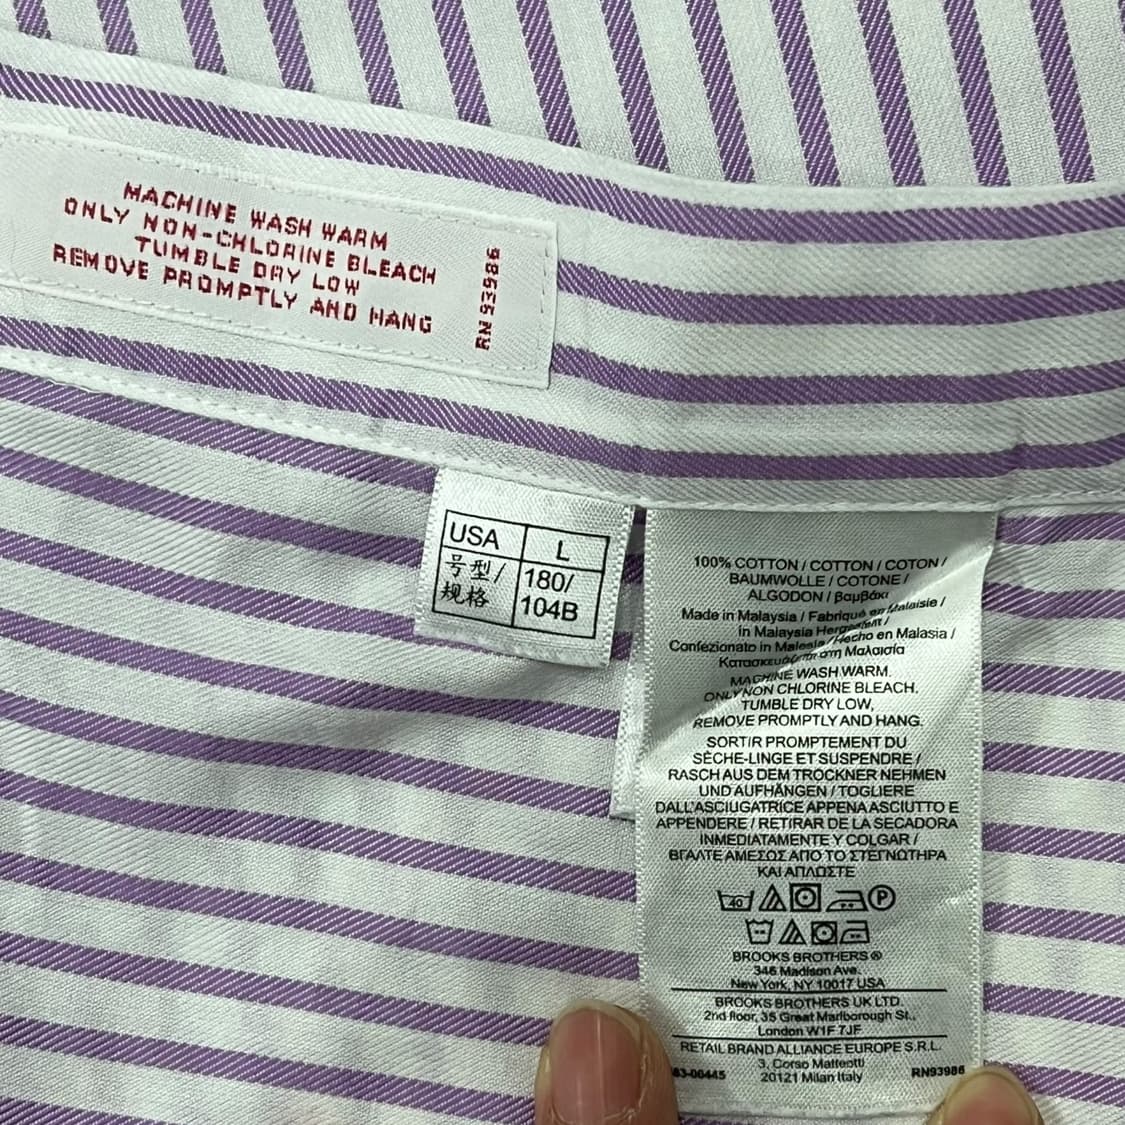 MACHINE WASH WARM
ONLY NON-CHLORINE BLEACH
TUMBLE DRY LOW
REMOVE PROMPTLY AND HANG
RN 93986
USA L
号型/ 180/
规格 104B
100% COTTON / COTTON / COTON /
BAUMWOLLE / COTONE /
ALGODON / βαμβάκι
Made in Malaysia / Fabriqué en Malaisie /
in Malaysia Hergestellt /
Confezionato in Malesia / Hecho en Malasia /
στη Μαλαισία
MACHINE WASH WARM.
ONLY NON CHLORINE BLEACH.
TUMBLE DRY LOW,
REMOVE PROMPTLY AND HANG.
SORTIR PROMPTEMENT DU
SÈCHE-LINGE ET SUSPENDRE /
RASCH AUS DEM TROCKNER NEHMEN
UND AUFHÄNGEN / TOGLIERE
DALL'ASCIUGATRICE APPENA ASCIUTTO E
APPENDERE / RETIRAR DE LA SECADORA
INMEDIATAMENTE Y COLGAR /
ΒΓΑΛΤΕ ΑΜΕΣΩΣ ΑΠΟ ΤΟ ΣΤΕΓΝΩΤΗΡΑ
ΚΑΙ ΑΠΛΩΣΤΕ
40 P
BROOKS BROTHERS ®
346 Madison Ave.
New York, NY 10017 USA
BROOKS BROTHERS UK LTD.
2nd floor, 35 Great Marlborough St.,
London W1F 7JF
RETAIL BRAND ALLIANCE EUROPE S.R.L.
3, Corso Matteotti
63-00445 20121 Milan Italy RN93986